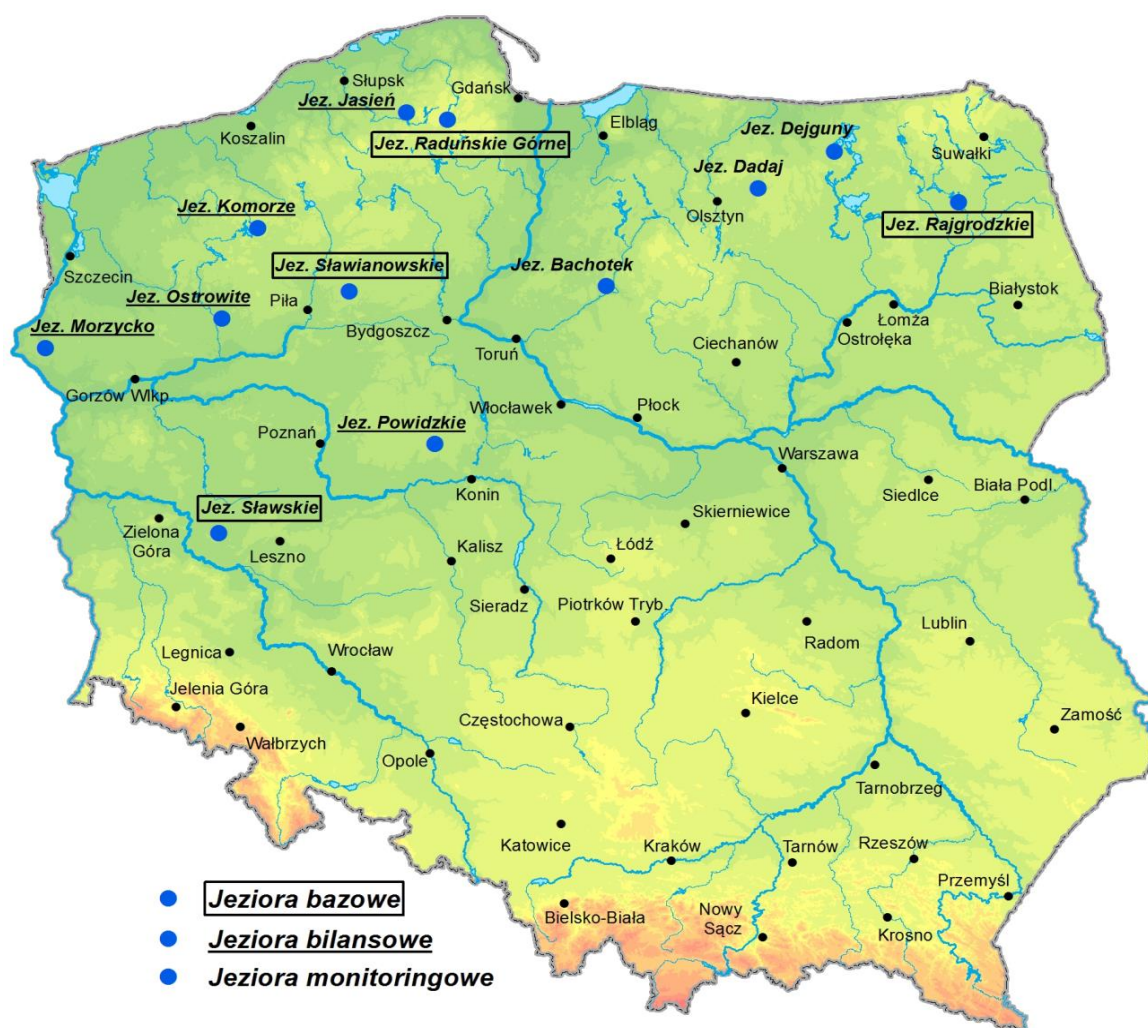 Słupsk
Gdańsk
Jez. Jasień
Koszalin
Jez. Raduńskie Górne
Elbląg
Jez. Dejguny
Suwałki
Jez. Dadaj
Olsztyn
Jez. Komorze
Jez. Rajgrodzkie
Szczecin
Jez. Sławianowskie
Jez. Bachotek
Jez. Ostrowite
Piła
Białystok
Jez. Morzycko
Bydgoszcz
Toruń
Łomża
Ostrołęka
Ciechanów
Gorzów Wlkp.
Włocławek
Płock
Jez. Powidzkie
Poznań
Warszawa
Konin
Siedlce
Biała Podl.
Jez. Sławskie
Skierniewice
Zielona
Góra
Leszno
Kalisz
Łódź
Sieradz
Piotrków Tryb.
Radom
Lublin
Legnica
Wrocław
Jelenia Góra
Kielce
Częstochowa
Zamość
Wałbrzych
Opole
Tarnobrzeg
Katowice
Kraków
Tarnów
Rzeszów
Przemyśl
Bielsko-Biała
Nowy
Sącz
Krosno
Jeziora bazowe
Jeziora bilansowe
Jeziora monitoringowe